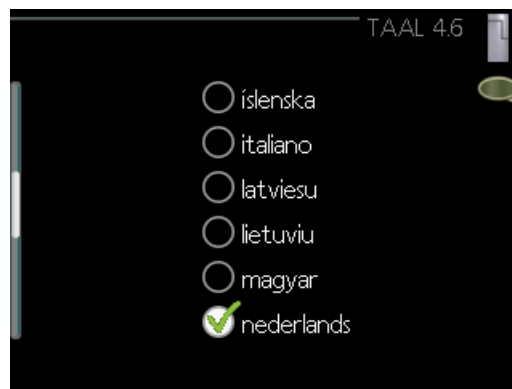 TAAL 4.6
íslenska
italiano
latviesu
lietuviu
magyar
nederlands